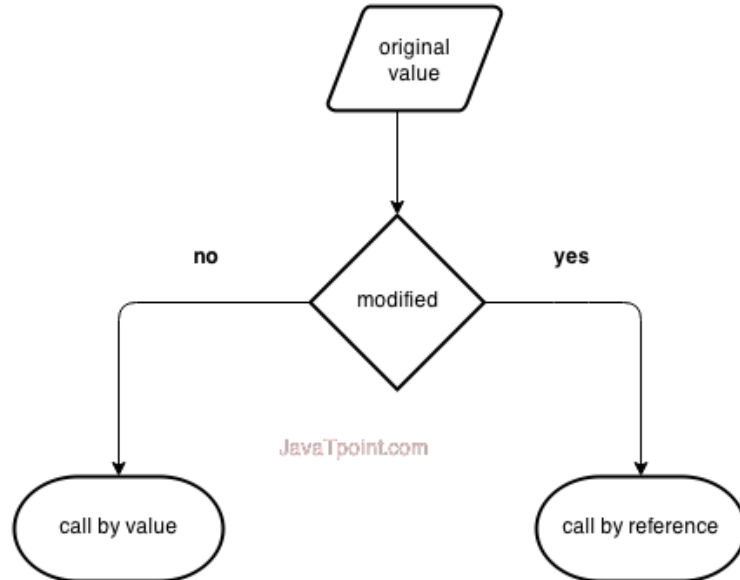 original
value
no
yes
modified
JavaTpoint.com
call by value
call by reference